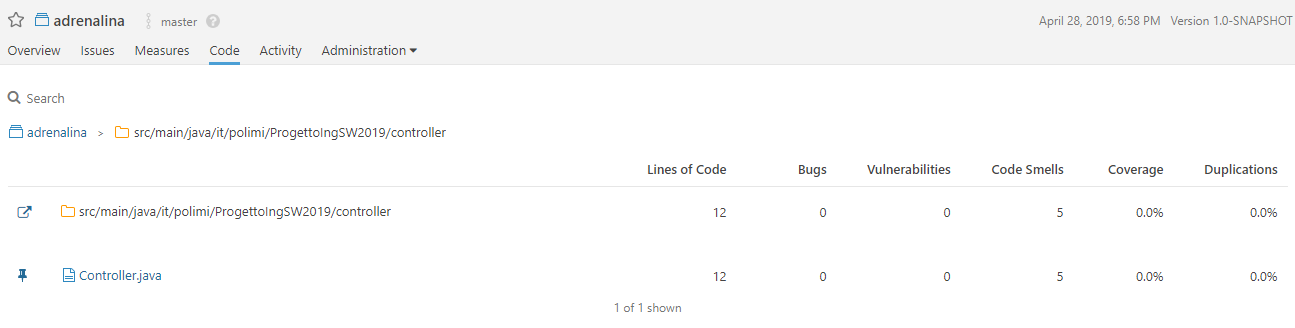 adrenalina master ? April 28, 2019, 6:58 PM Version 1.0-SNAPSHOT
Overview Issues Measures Code Activity Administration
Search
adrenalina > src/main/java/it/polimi/ProgettoIngSW2019/controller
Lines of Code Bugs Vulnerabilities Code Smells Coverage Duplications
src/main/java/it/polimi/ProgettoIngSW2019/controller 12 0 0 5 0.0% 0.0%
Controller.java 12 0 0 5 0.0% 0.0%
1 of 1 shown